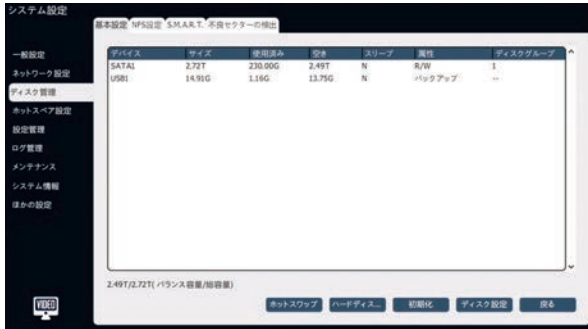 システム設定
基本設定 NFS設定 S.M.A.R.T. 不良セクターの検出
一般設定
ネットワーク設定
ディスク管理
ホットスペア設定
設定管理
ログ管理
メンテナンス
システム情報
ほかの設定
デバイス サイズ 使用済み 空き スリープ 属性 ディスクグループ
SATA1 2.72T 230.00G 2.49T N R/W 1
USB1 14.91G 1.16G 13.75G N バックアップ --
2.49T/2.72T( バランス容量/総容量)
ホットスワップ ハードディス... 初期化 ディスク設定 戻る
VIDEO